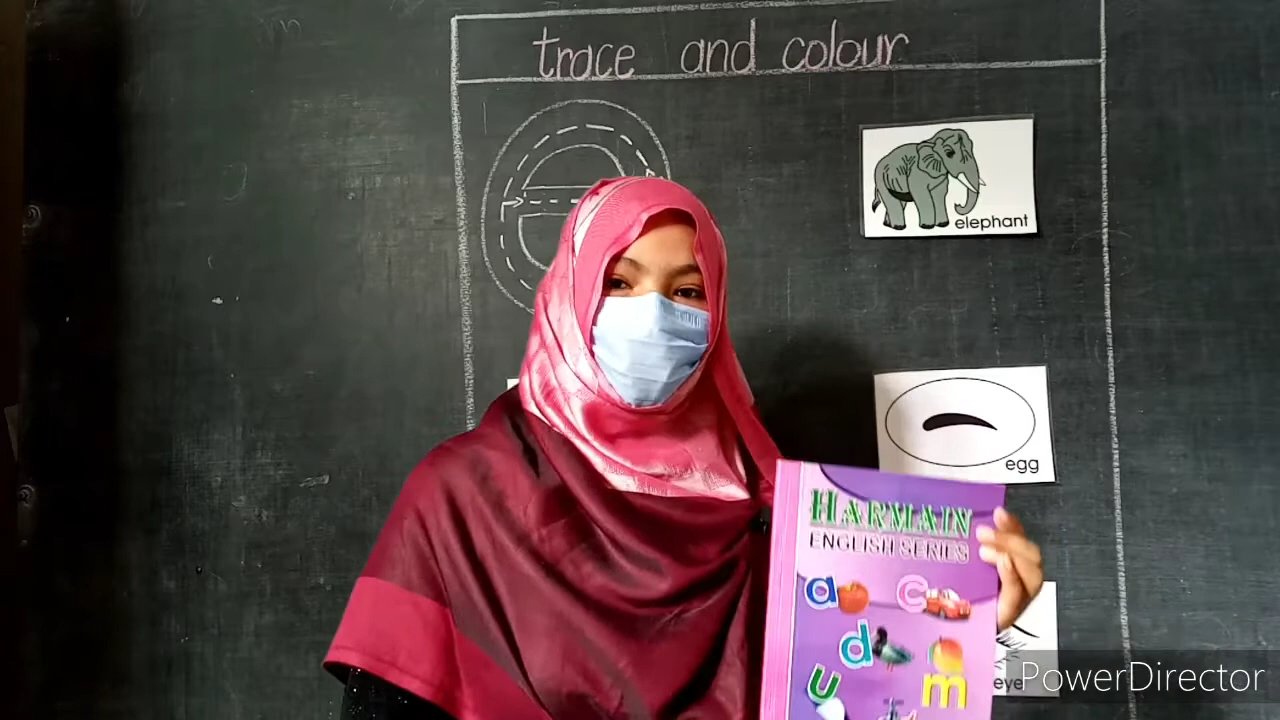 trace and colour
elephant
egg
HARMAIN
ENGLISH SERIES
a c
d
u m
eye
PowerDirector